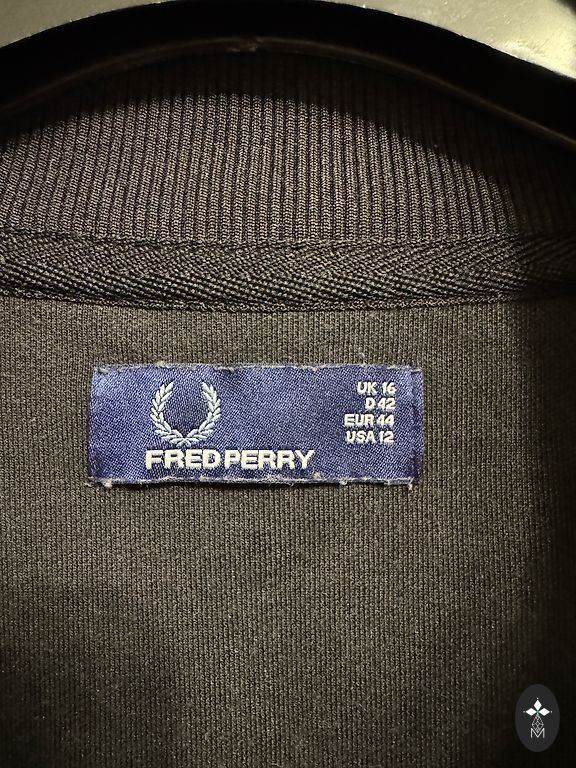 UK 16
D 42
EUR 44
USA 12
FRED PERRY
M